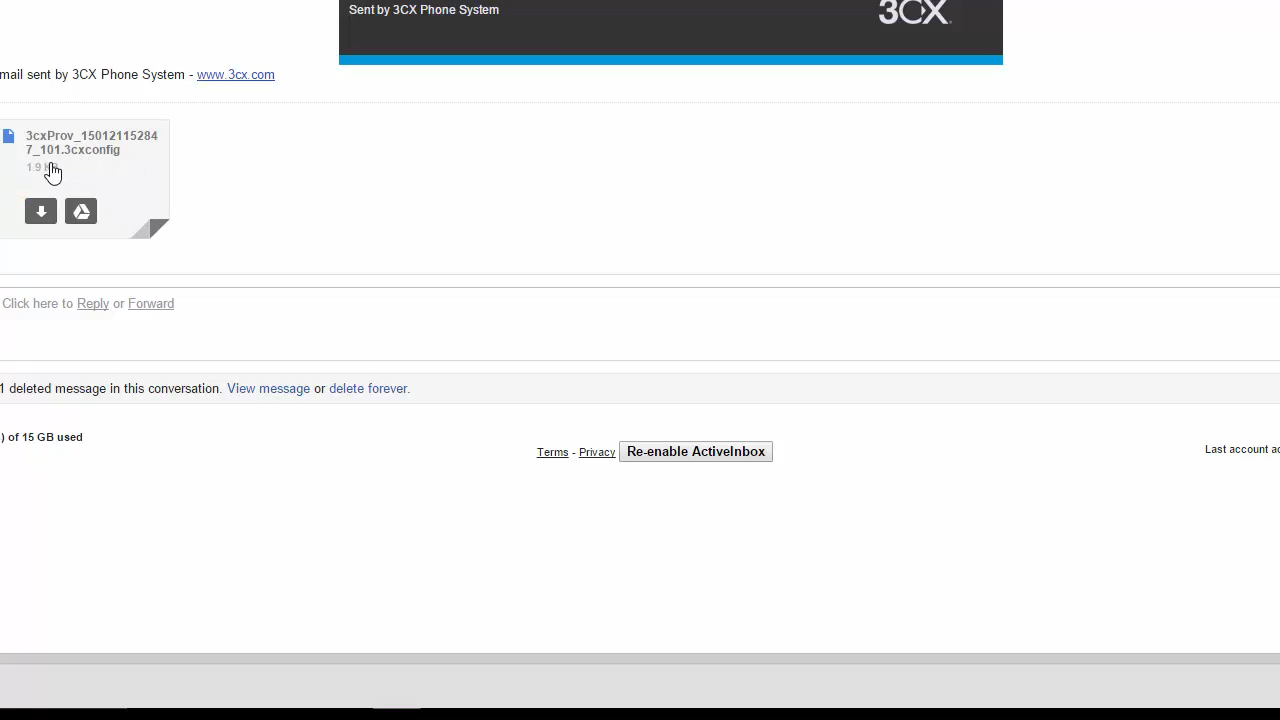 Sent by 3CX Phone System
3CX
mail sent by 3CX Phone System - www.3cx.com
3cxProv_15012115284
7_101.3cxconfig
1.9
Click here to Reply or Forward
1 deleted message in this conversation. View message or delete forever.
) of 15 GB used
Terms - Privacy
Re-enable ActiveInbox
Last account